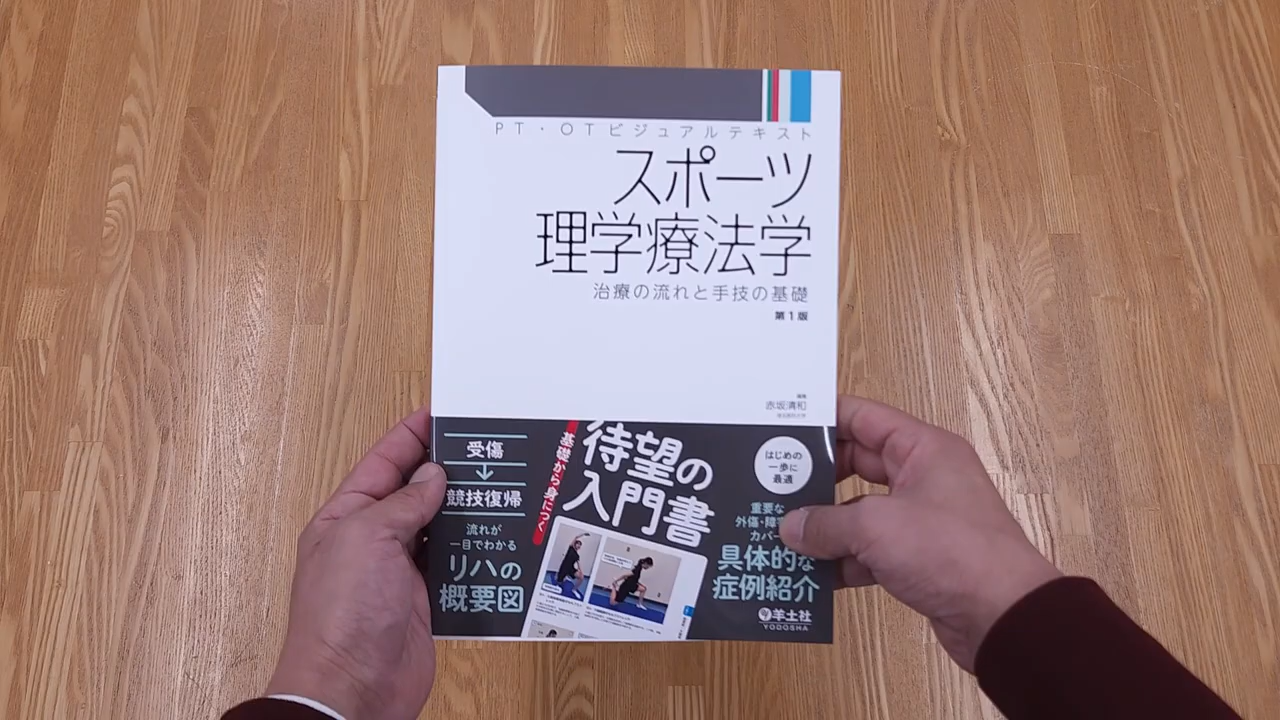 PT・OTビジュアルテキスト
スポーツ
理学療法学
治療の流れと手技の基礎
第1版
編集
赤坂清和
受傷
↓
競技復帰
流れが
一目でわかる
リハの
概要図
基礎から身につく
待望の
入門書
はじめの
一歩に
最適
重要な
外傷・障
カバー
具体的な
症例紹介
羊土社
YODOSHA